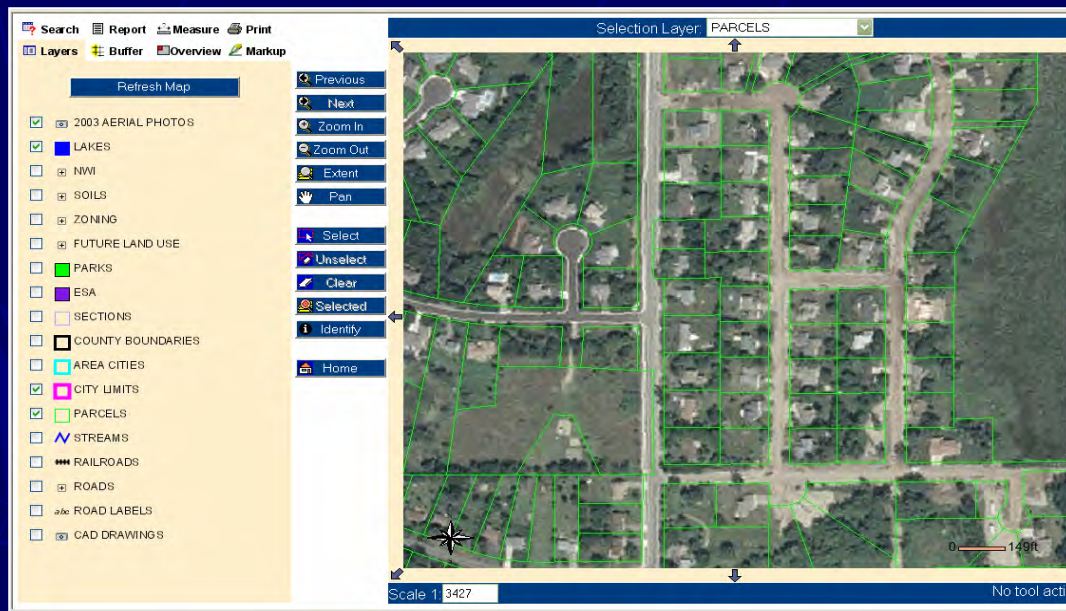 Search Report Measure Print
Layers Buffer Overview Markup
Refresh Map
2003 AERIAL PHOTOS
LAKES
NWI
SOILS
ZONING
FUTURE LAND USE
PARKS
ESA
SECTIONS
COUNTY BOUNDARIES
AREA CITIES
CITY LIMITS
PARCELS
STREAMS
RAILROADS
ROADS
abc ROAD LABELS
CAD DRAWINGS
Previous
Next
Zoom In
Zoom Out
Extent
Pan
Select
Unselect
Clear
Selected
Identify
Home
Selection Layer: PARCELS
0 149ft
Scale 1: 3427
No tool acti